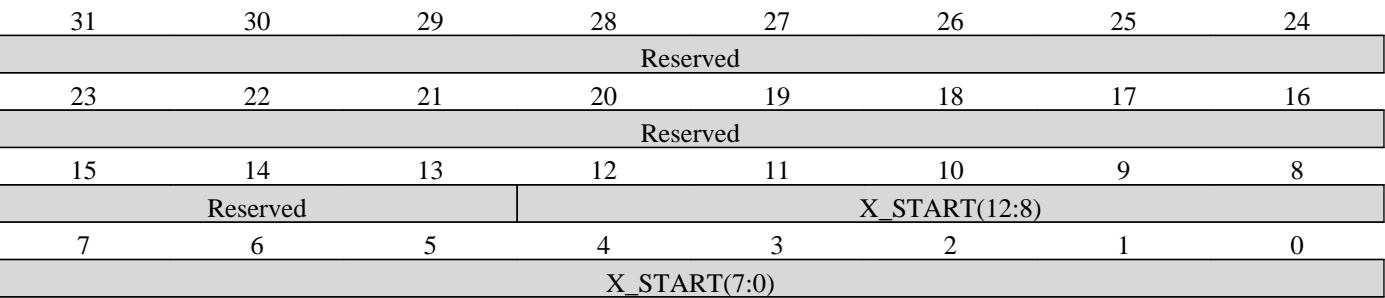 31 30 29 28 27 26 25 24
Reserved
23 22 21 20 19 18 17 16
Reserved
15 14 13 12 11 10 9 8
Reserved X_START(12:8)
7 6 5 4 3 2 1 0
X_START(7:0)